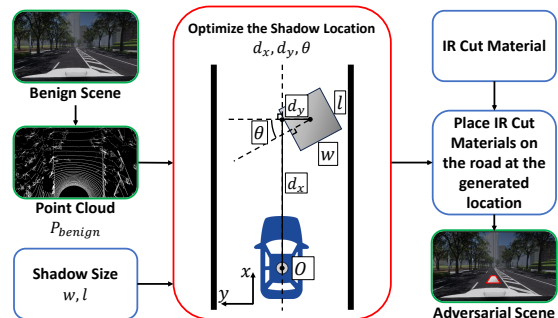 Benign Scene
Point Cloud
P_benign
Shadow Size
w, l
Optimize the Shadow Location
d_x, d_y, θ
d_y
l
θ
w
d_x
O
x
y
IR Cut Material
Place IR Cut
Materials on
the road at the
generated
location
Adversarial Scene